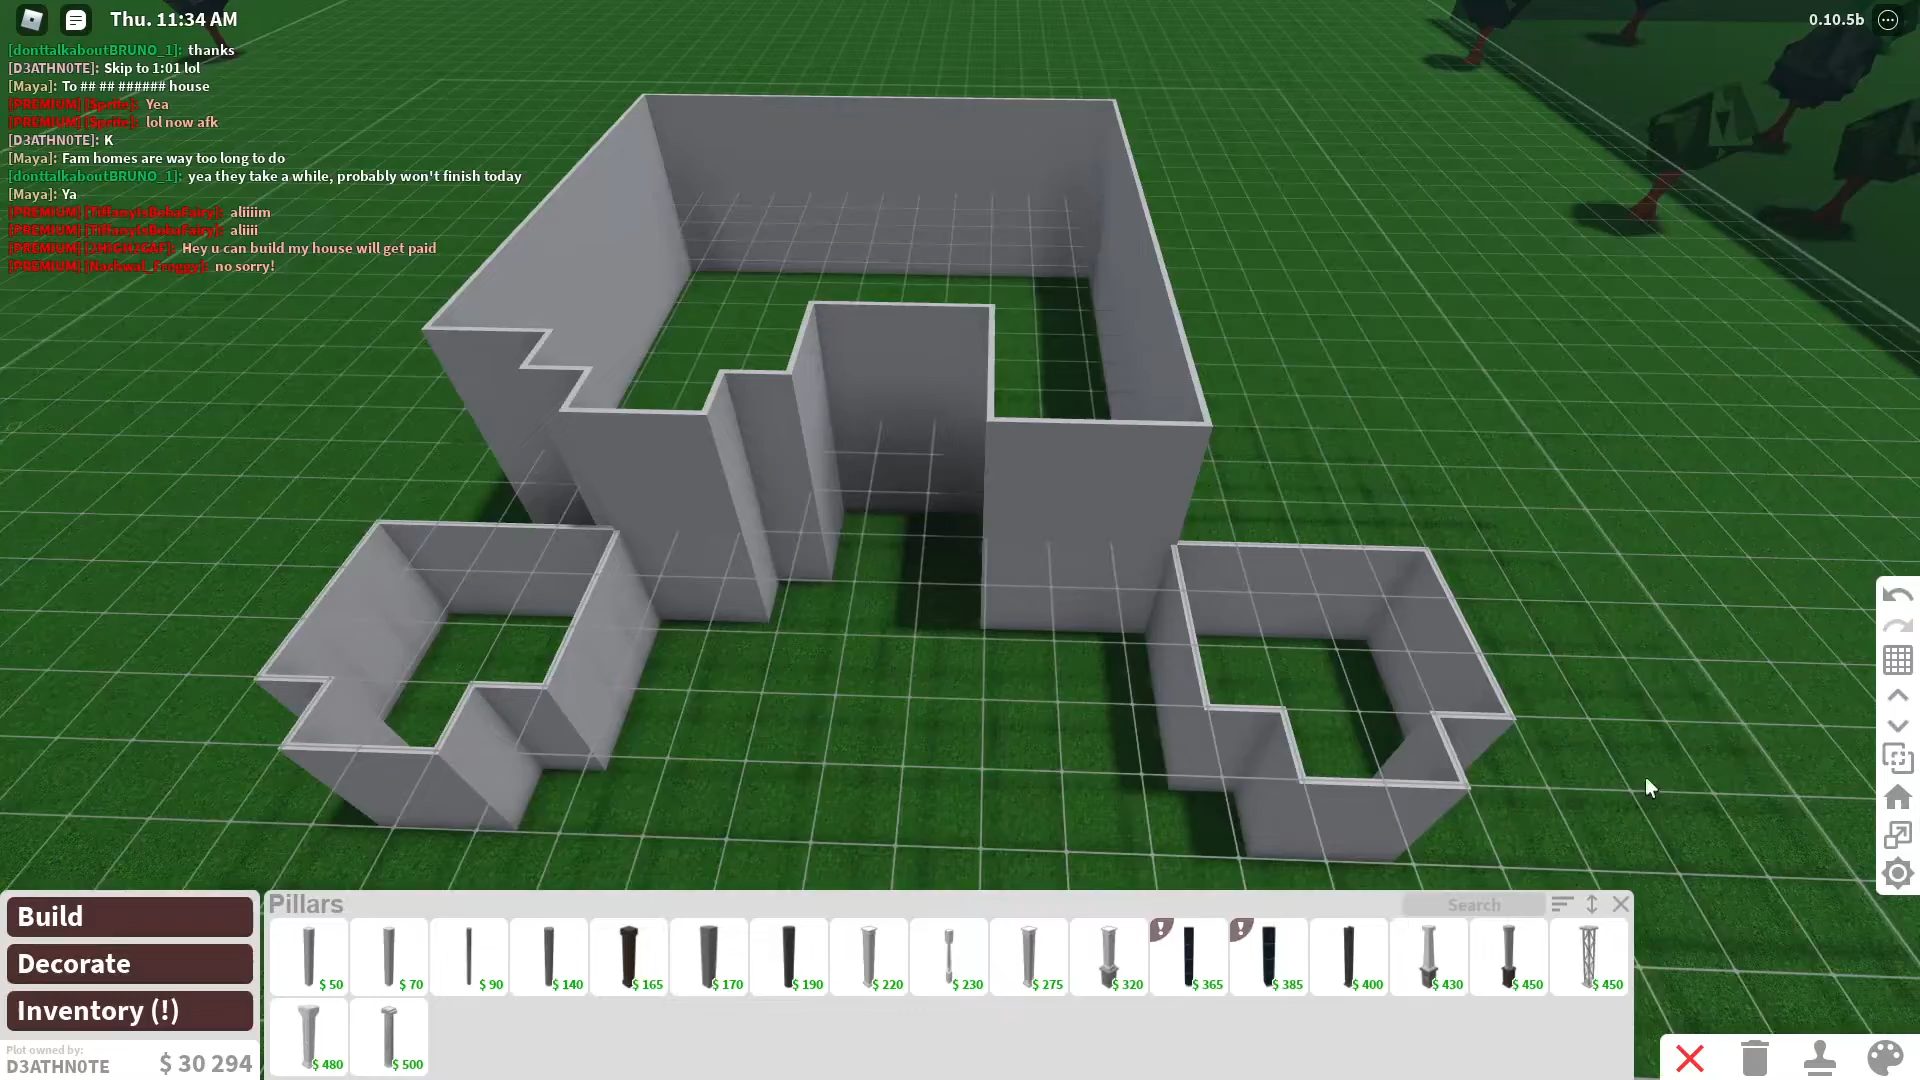 Thu. 11:34 AM
0.10.5b
[donttalkaboutBRUNO_1]: thanks
[D3ATHN0TE]: Skip to 1:01 lol
[Maya]: To ## ## ###### house
[PREMIUM] [Sprite]: Yea
[PREMIUM] [Sprite]: lol now afk
[D3ATHN0TE]: K
[Maya]: Fam homes are way too long to do
[donttalkaboutBRUNO_1]: yea they take a while, probably won't finish today
[Maya]: Ya
[PREMIUM] [TiffanyIsBobaFairy]: aliiiim
[PREMIUM] [TiffanyIsBobaFairy]: aliiii
[PREMIUM] Hey u can build my house will get paid
[PREMIUM] [Narkwal_Froggy]: no sorry!
Build
Decorate
Inventory (!)
Plot owned by:
D3ATHN0TE
$ 30 294
Pillars
Search
$ 50
$ 70
$ 90
$ 140
$ 165
$ 170
$ 190
$ 220
$ 230
$ 275
$ 320
! $ 365
! $ 385
$ 400
$ 430
$ 450
$ 450
$ 480
$ 500